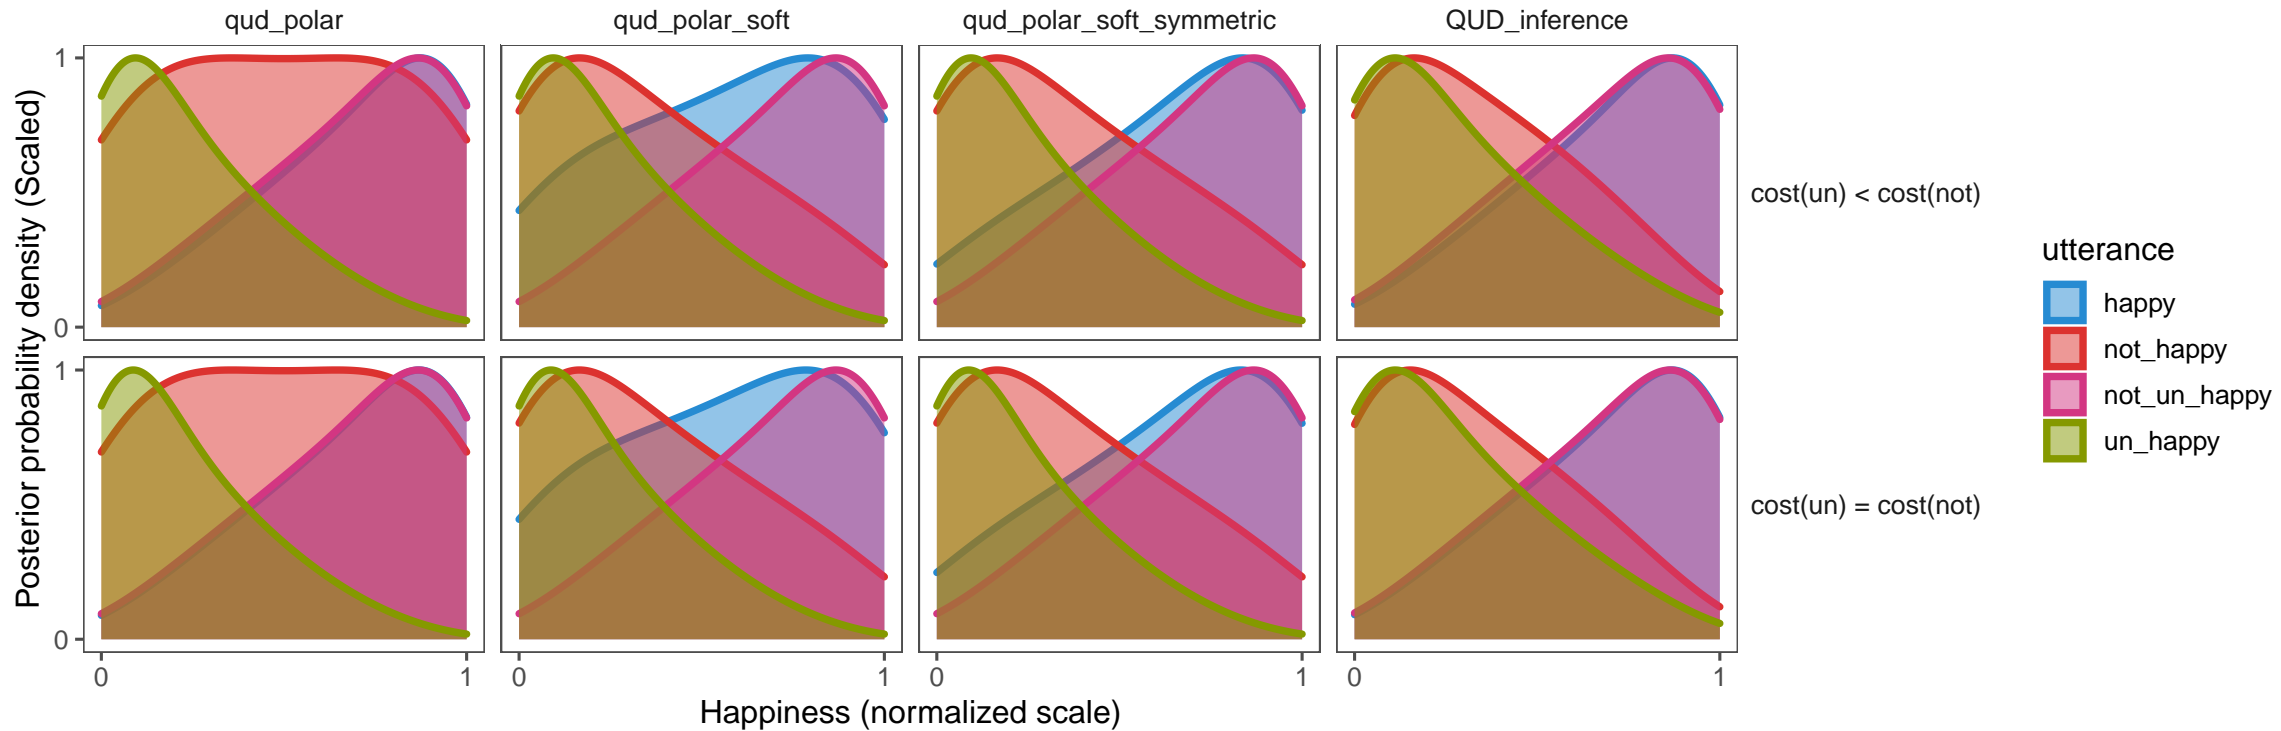 qud_polar qud_polar_soft qud_polar_soft_symmetric QUD_inference
Posterior probability density (Scaled)
1
0
cost(un) < cost(not)
1
0
cost(un) = cost(not)
0 1 0 1 0 1 0 1
Happiness (normalized scale)
utterance
happy
not_happy
not_un_happy
un_happy